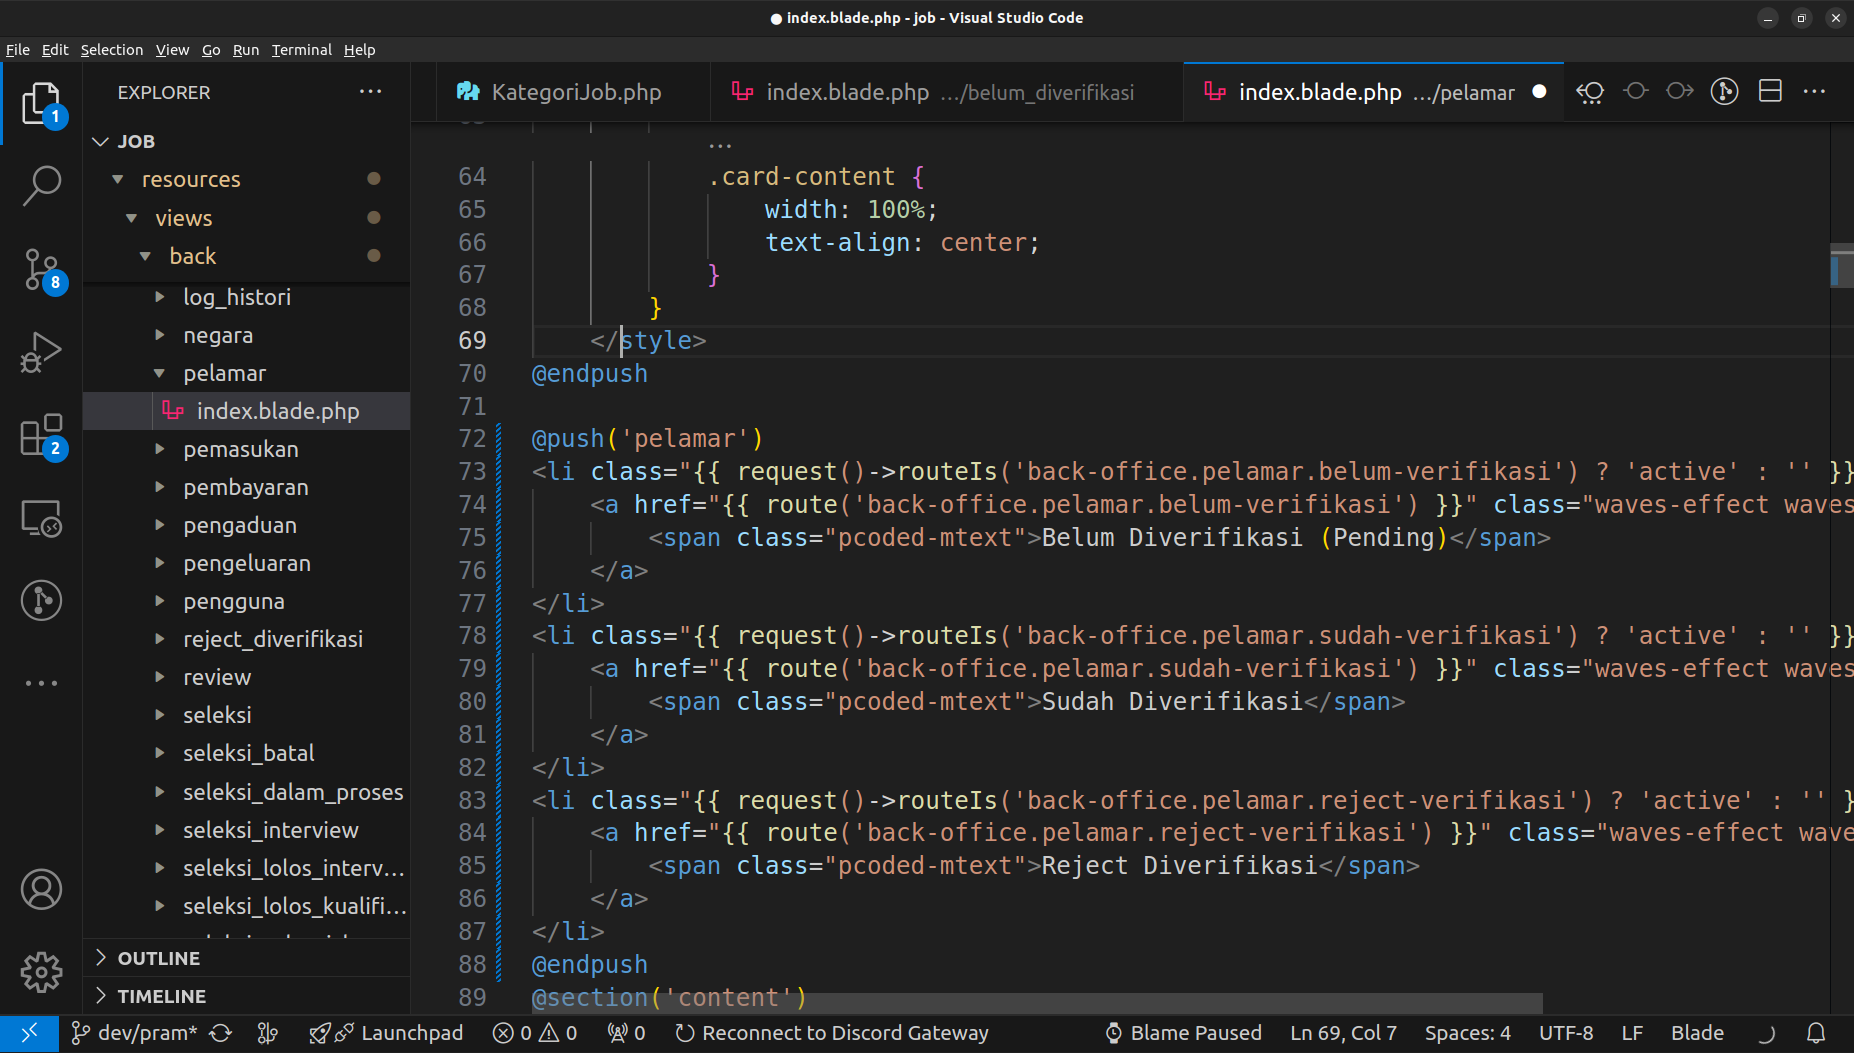 index.blade.php - job - Visual Studio Code
File Edit Selection View Go Run Terminal Help
EXPLORER
KategoriJob.php
index.blade.php .../belum_diverifikasi
index.blade.php .../pelamar
1
8
2
JOB
resources
views
back
log_histori
negara
pelamar
index.blade.php
pemasukan
pembayaran
pengaduan
pengeluaran
pengguna
reject_diverifikasi
review
seleksi
seleksi_batal
seleksi_dalam_proses
seleksi_interview
seleksi_lolos_interv...
seleksi_lolos_kualifi...
OUTLINE
TIMELINE
64 .card-content {
65 width: 100%;
66 text-align: center;
67 }
68 }
69 </style>
70 @endpush
71
72 @push('pelamar')
73 <li class="{{ request()->routeIs('back-office.pelamar.belum-verifikasi') ? 'active' : '' }}
74 <a href="{{ route('back-office.pelamar.belum-verifikasi') }}" class="waves-effect waves
75 <span class="pcoded-mtext">Belum Diverifikasi (Pending)</span>
76 </a>
77 </li>
78 <li class="{{ request()->routeIs('back-office.pelamar.sudah-verifikasi') ? 'active' : '' }}
79 <a href="{{ route('back-office.pelamar.sudah-verifikasi') }}" class="waves-effect waves
80 <span class="pcoded-mtext">Sudah Diverifikasi</span>
81 </a>
82 </li>
83 <li class="{{ request()->routeIs('back-office.pelamar.reject-verifikasi') ? 'active' : '' }
84 <a href="{{ route('back-office.pelamar.reject-verifikasi') }}" class="waves-effect wave
85 <span class="pcoded-mtext">Reject Diverifikasi</span>
86 </a>
87 </li>
88 @endpush
89 @section('content')
dev/pram* Launchpad 0 0 0 Reconnect to Discord Gateway Blame Paused Ln 69, Col 7 Spaces: 4 UTF-8 LF Blade